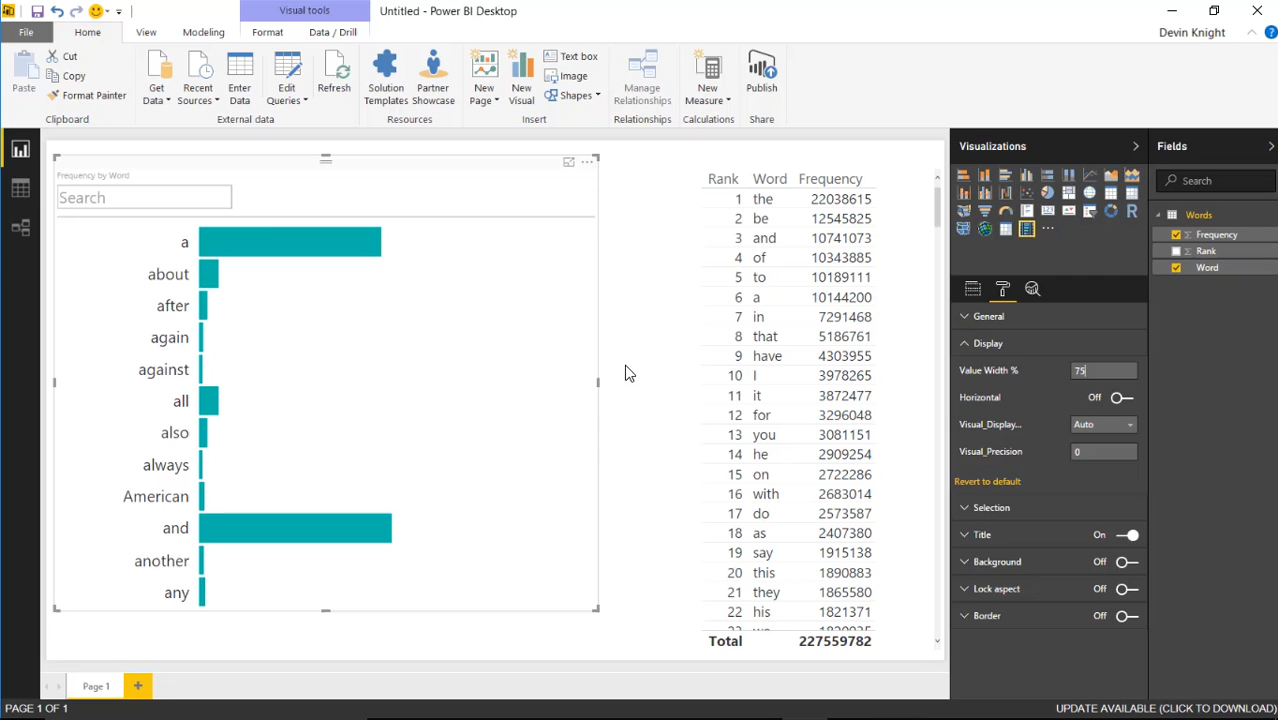 Visual tools
Untitled - Power BI Desktop
File
Home
View
Modeling
Format
Data / Drill
Devin Knight
Paste
Cut
Copy
Format Painter
Clipboard
Get Data
Recent Sources
Enter Data
Edit Queries
Refresh
External data
Solution Templates
Partner Showcase
Resources
New Page
New Visual
Text box
Image
Shapes
Insert
Manage Relationships
Relationships
New Measure
Calculations
Publish
Share
Frequency by Word
Search
a
about
after
again
against
all
also
always
American
and
another
any
Rank Word Frequency
1 the 22038615
2 be 12545825
3 and 10741073
4 of 10343885
5 to 10189111
6 a 10144200
7 in 7291468
8 that 5186761
9 have 4303955
10 I 3978265
11 it 3872477
12 for 3296048
13 you 3081151
14 he 2909254
15 on 2722286
16 with 2683014
17 do 2573587
18 as 2407380
19 say 1915138
20 this 1890883
21 they 1865580
22 his 1821371
Total 227559782
Visualizations
General
Display
Value Width % 75
Horizontal Off
Visual_Display... Auto
Visual_Precision 0
Revert to default
Selection
Title On
Background Off
Lock aspect Off
Border Off
Fields
Search
Words
Frequency
Rank
Word
Page 1
PAGE 1 OF 1
UPDATE AVAILABLE (CLICK TO DOWNLOAD)